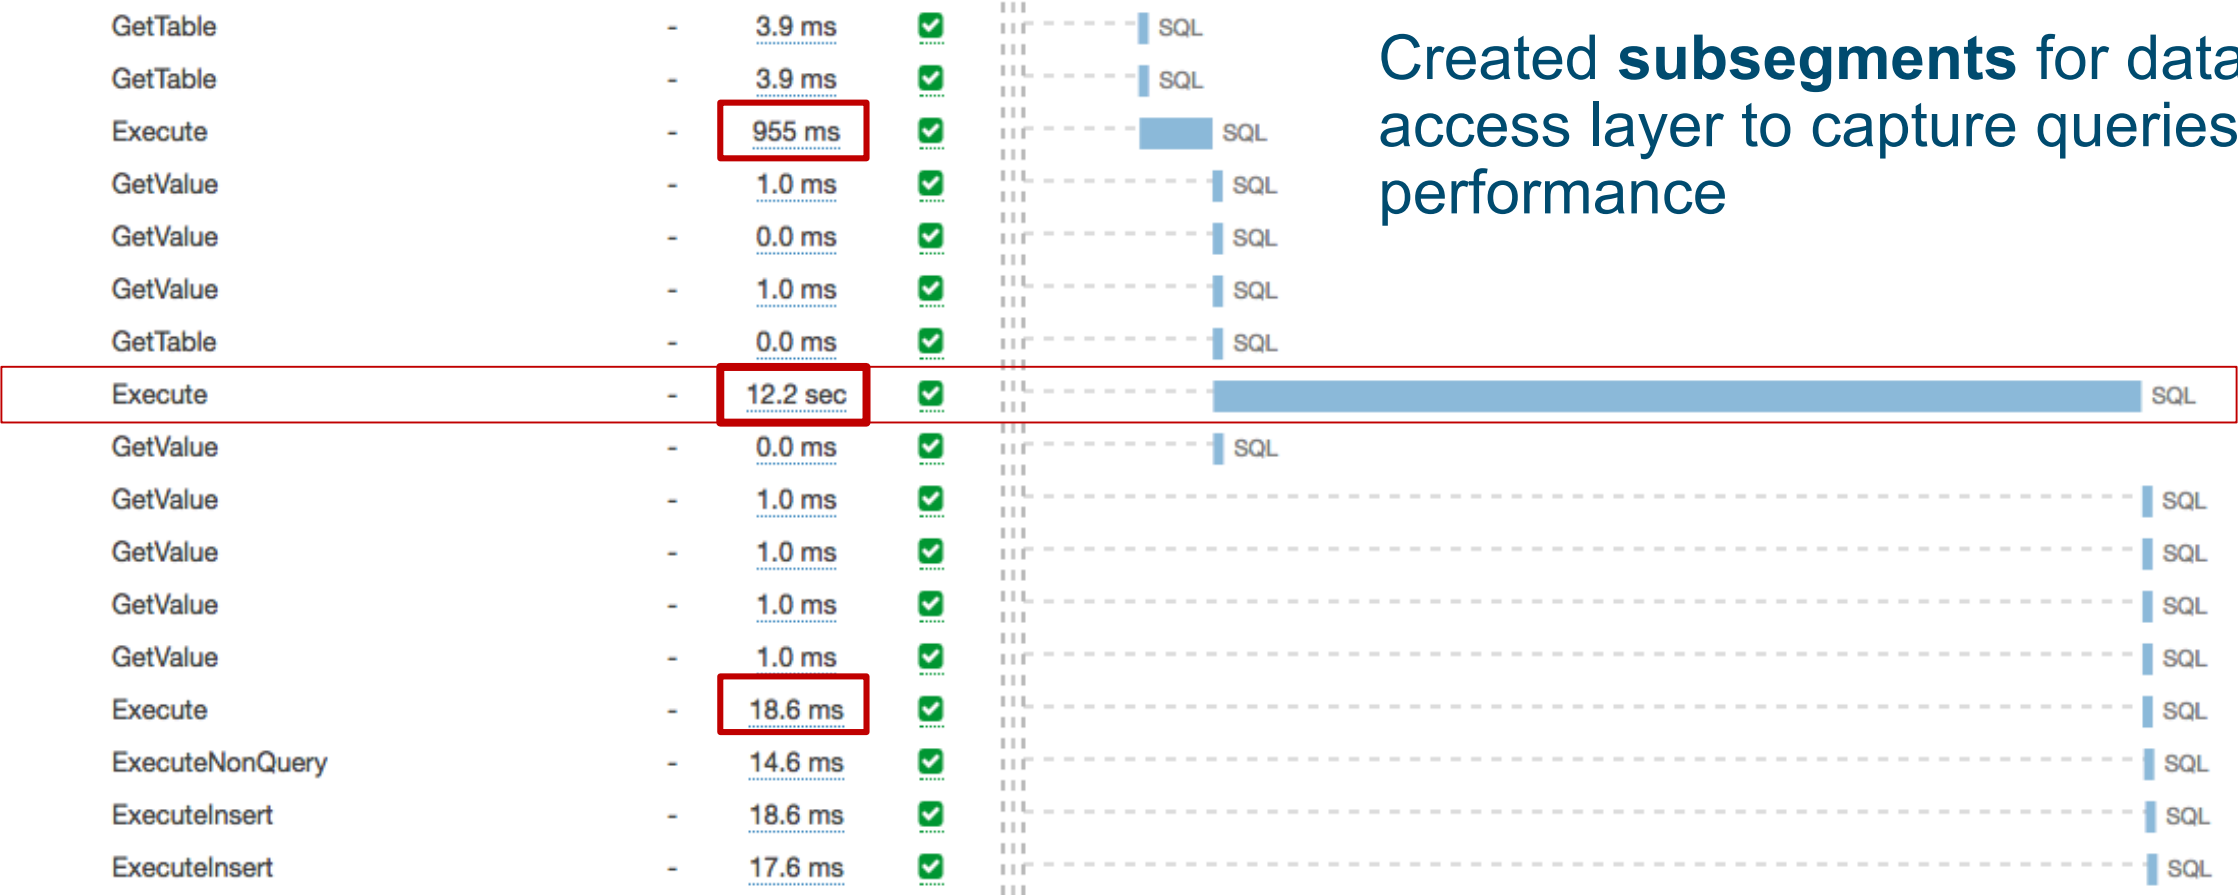 GetTable - 3.9 ms SQL
GetTable - 3.9 ms SQL
Execute - 955 ms SQL
GetValue - 1.0 ms SQL
GetValue - 0.0 ms SQL
GetValue - 1.0 ms SQL
GetTable - 0.0 ms SQL
Execute - 12.2 sec SQL
GetValue - 0.0 ms SQL
GetValue - 1.0 ms SQL
GetValue - 1.0 ms SQL
GetValue - 1.0 ms SQL
GetValue - 1.0 ms SQL
Execute - 18.6 ms SQL
ExecuteNonQuery - 14.6 ms SQL
ExecuteInsert - 18.6 ms SQL
ExecuteInsert - 17.6 ms SQL
Created subsegments for data
access layer to capture queries
performance